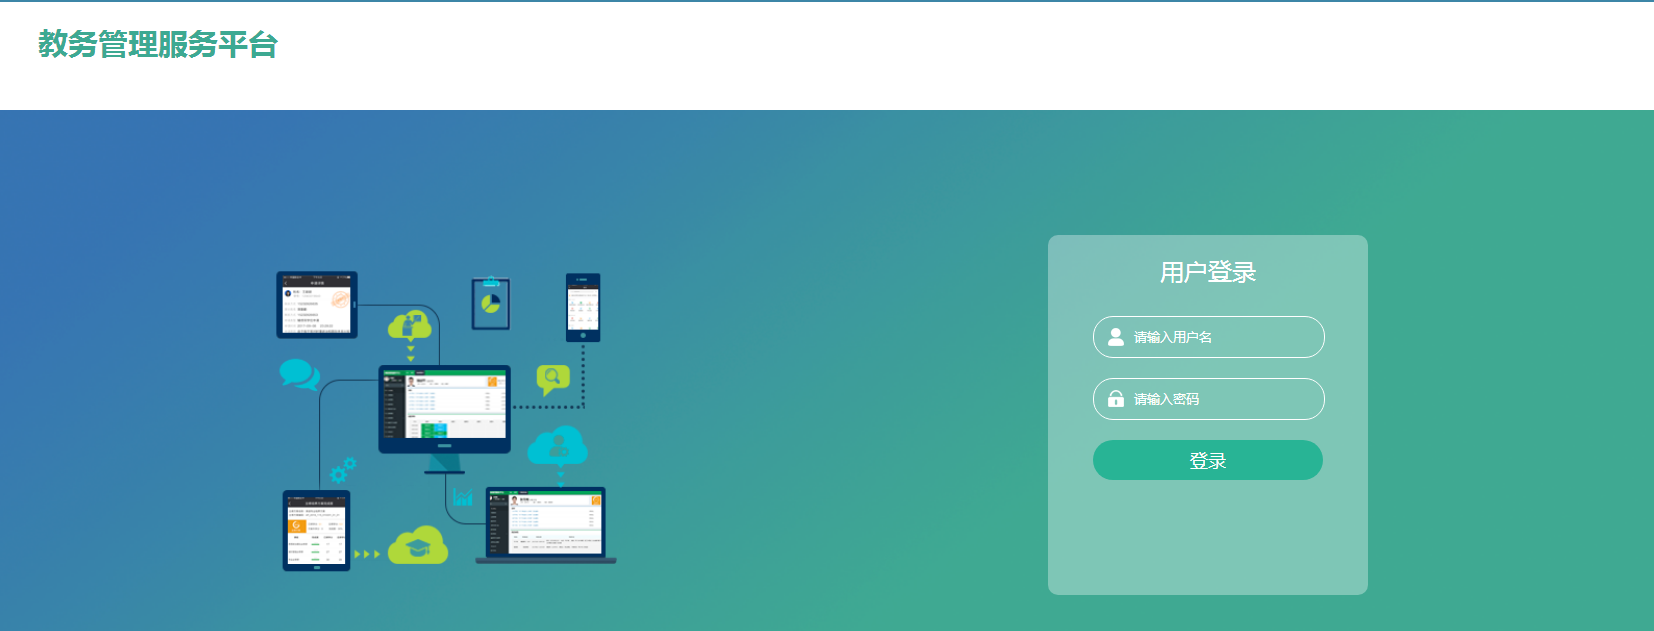 教务管理服务平台
用户登录
请输入用户名
请输入密码
登录